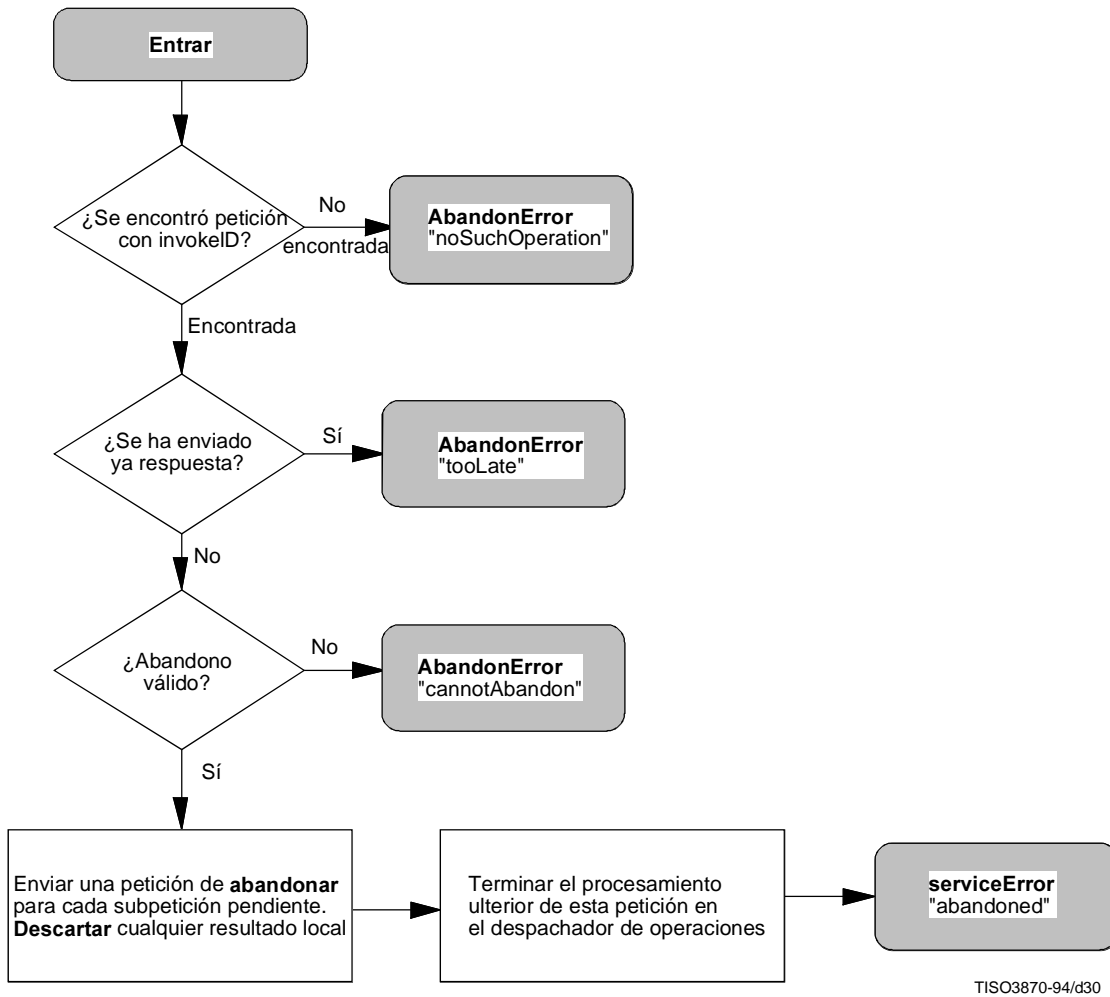 Entrar
¿Se encontró petición
con invokeID?
No
encontrada
AbandonError
"noSuchOperation"
Encontrada
¿Se ha enviado
ya respuesta?
Sí
AbandonError
"tooLate"
No
¿Abandono
válido?
No
AbandonError
"cannotAbandon"
Sí
Enviar una petición de abandonar
para cada subpetición pendiente.
Descartar cualquier resultado local
Terminar el procesamiento
ulterior de esta petición en
el despachador de operaciones
serviceError
"abandoned"
TISO3870-94/d30